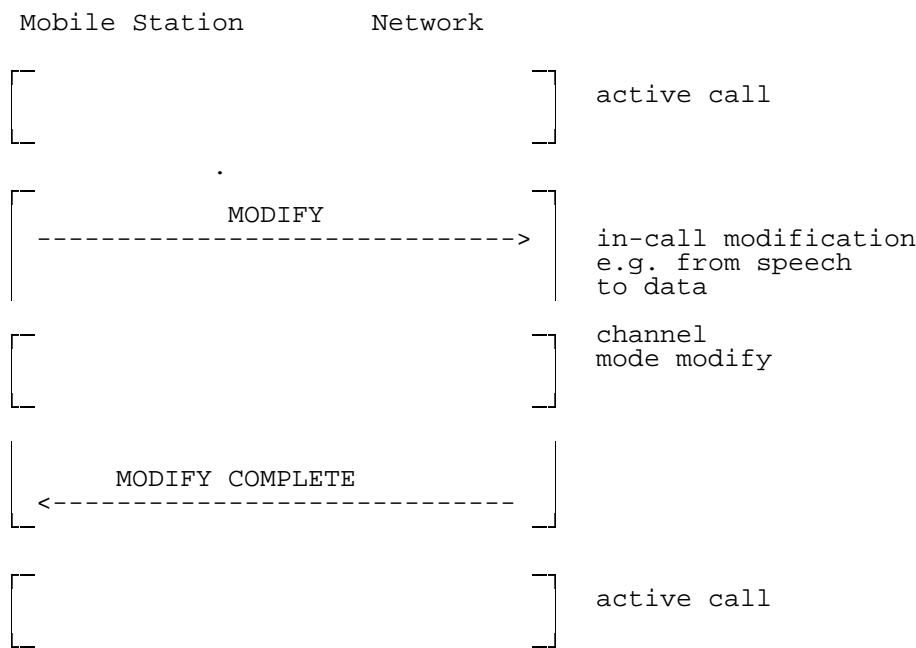 Mobile Station Network
active call
.
MODIFY
-------------------------------> in-call modification
e.g. from speech
to data
channel
mode modify
MODIFY COMPLETE
<------------------------------
active call